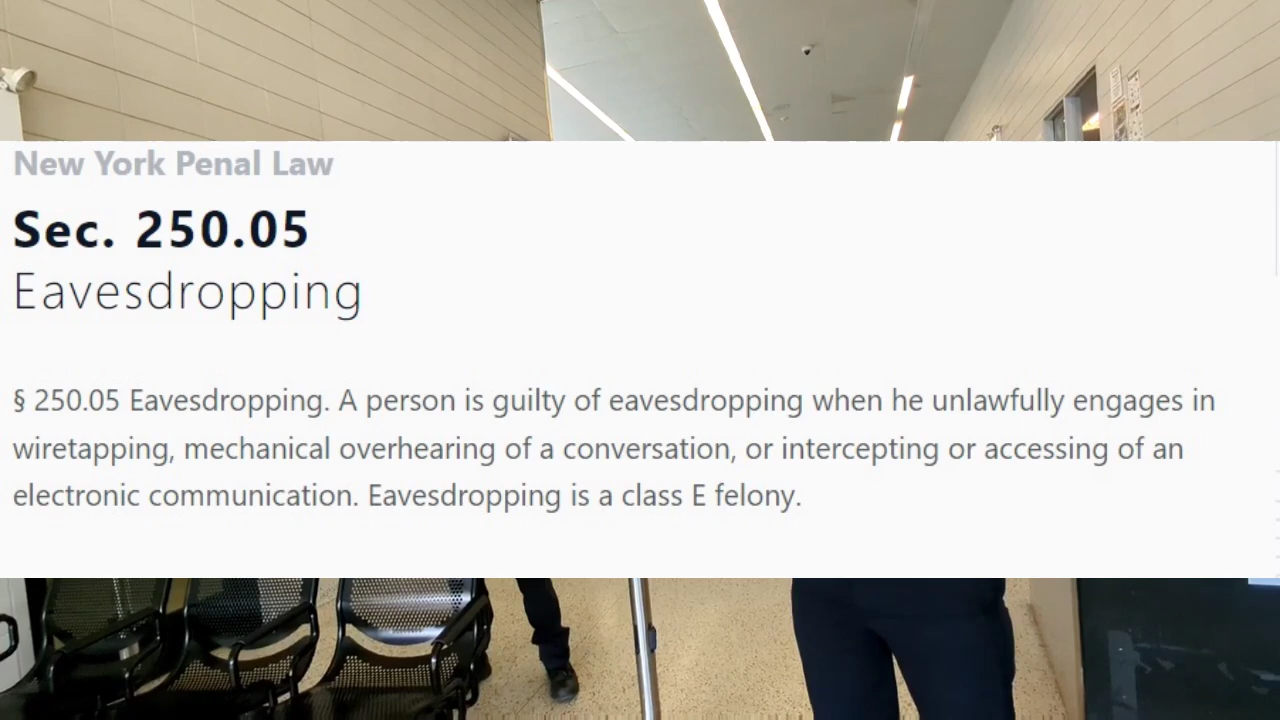 New York Penal Law
Sec. 250.05
Eavesdropping
§ 250.05 Eavesdropping. A person is guilty of eavesdropping when he unlawfully engages in
wiretapping, mechanical overhearing of a conversation, or intercepting or accessing of an
electronic communication. Eavesdropping is a class E felony.